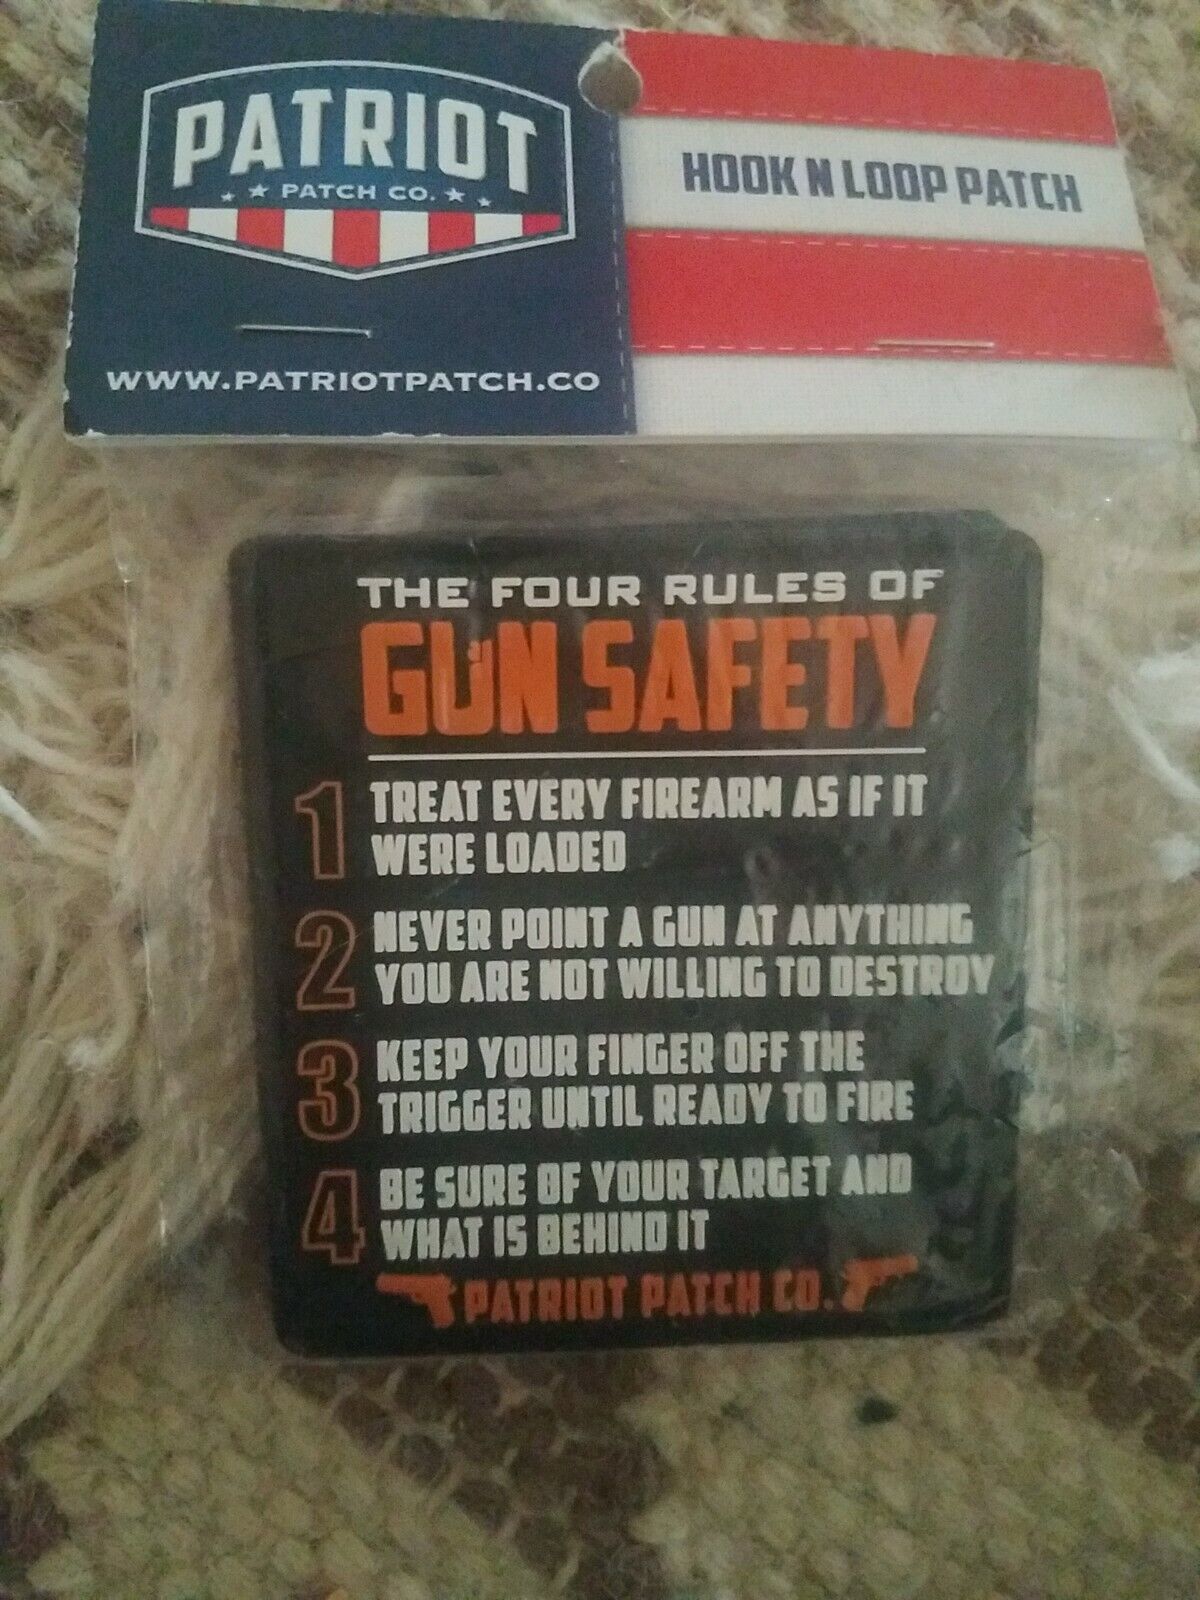 PATRIOT
PATCH CO.
WWW.PATRIOTPATCH.CO
HOOK N LOOP PATCH
THE FOUR RULES OF
GUN SAFETY
1 TREAT EVERY FIREARM AS IF IT
WERE LOADED
2 NEVER POINT A GUN AT ANYTHING
YOU ARE NOT WILLING TO DESTROY
3 KEEP YOUR FINGER OFF THE
TRIGGER UNTIL READY TO FIRE
4 BE SURE OF YOUR TARGET AND
WHAT IS BEHIND IT
PATRIOT PATCH CO.